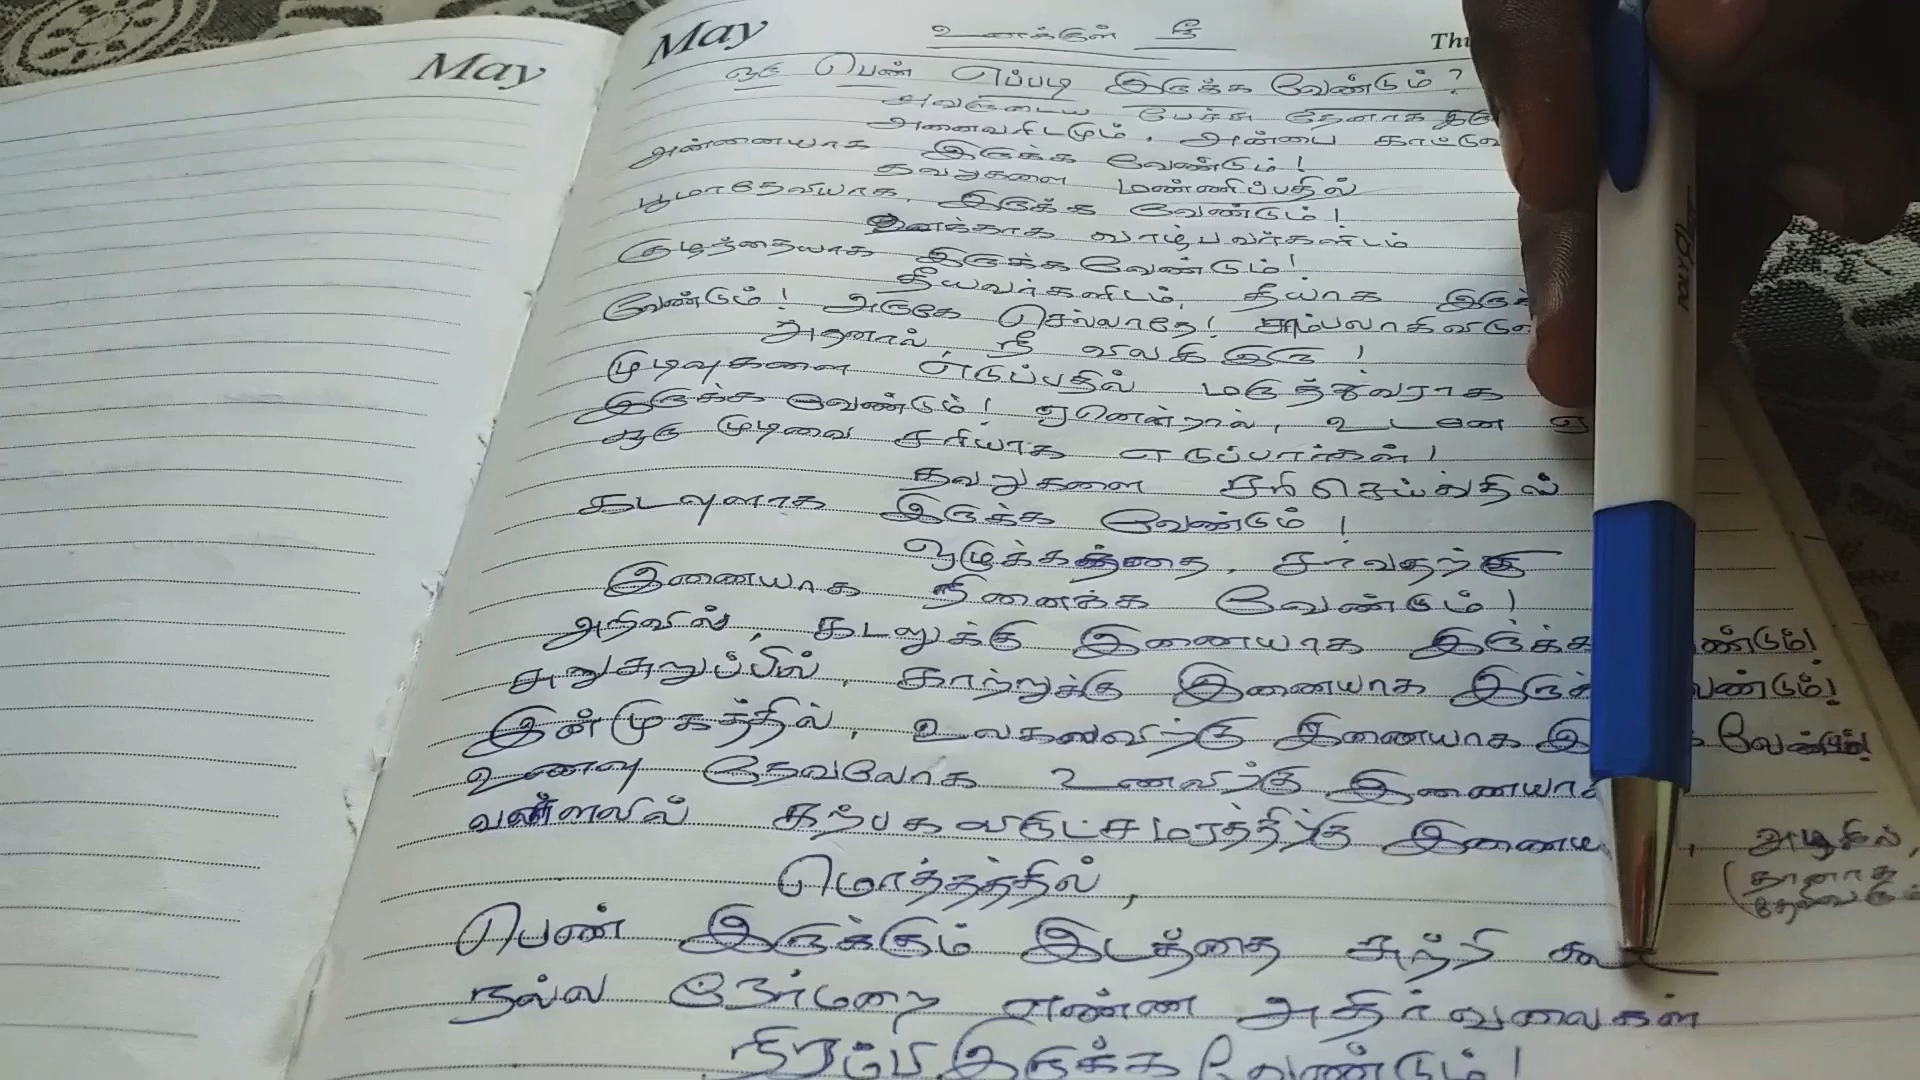 May
May
உனக்குள் நீ
ஒரு பெண் எப்படி இருக்க வேண்டும்?
அவளுடைய பேச்சு தேனாக
அனைவரிடமும், அன்பை
அன்னையாக இருக்க வேண்டும்!
தவறுகளை மன்னிப்பதில்
பூமாதேவியாக, இருக்க வேண்டும்!
உனக்காக வாழ்பவர்களிடம்
குழந்தையாக இருக்க வேண்டும்!
தீயவர்களிடம், தீயாக
வேண்டும்! அருகே செல்லாதே!
அதனால், நீ விலகி இரு!
முடிவுகளை எடுப்பதில் மருத்துவராக
இருக்க வேண்டும்! ஏனென்றால், உடனே
ஒரு முடிவை சரியாக எடுப்பார்கள்!
தவறுகளை சரி செய்வதில்
கடவுளாக இருக்க வேண்டும்!
ஒழுக்கத்தை,
இணையாக நினைக்க வேண்டும்!
அறிவில், கடலுக்கு இணையாக இருக்க
சுறுசுறுப்பில், காற்றுக்கு இணையாக
இன்முகத்தில், இணையாக
உணவு தேவலோக உணவிற்கு
வள்ளலில் கற்பகவிருட்சமரத்திற்கு , அழகில்,
மொத்தத்தில்,
பெண் இருக்கும் இடத்தை சுற்றி கூட
நல்ல நேர்மறை எண்ண அதிர்வலைகள்
நிரம்பி இருக்க வேண்டும்!